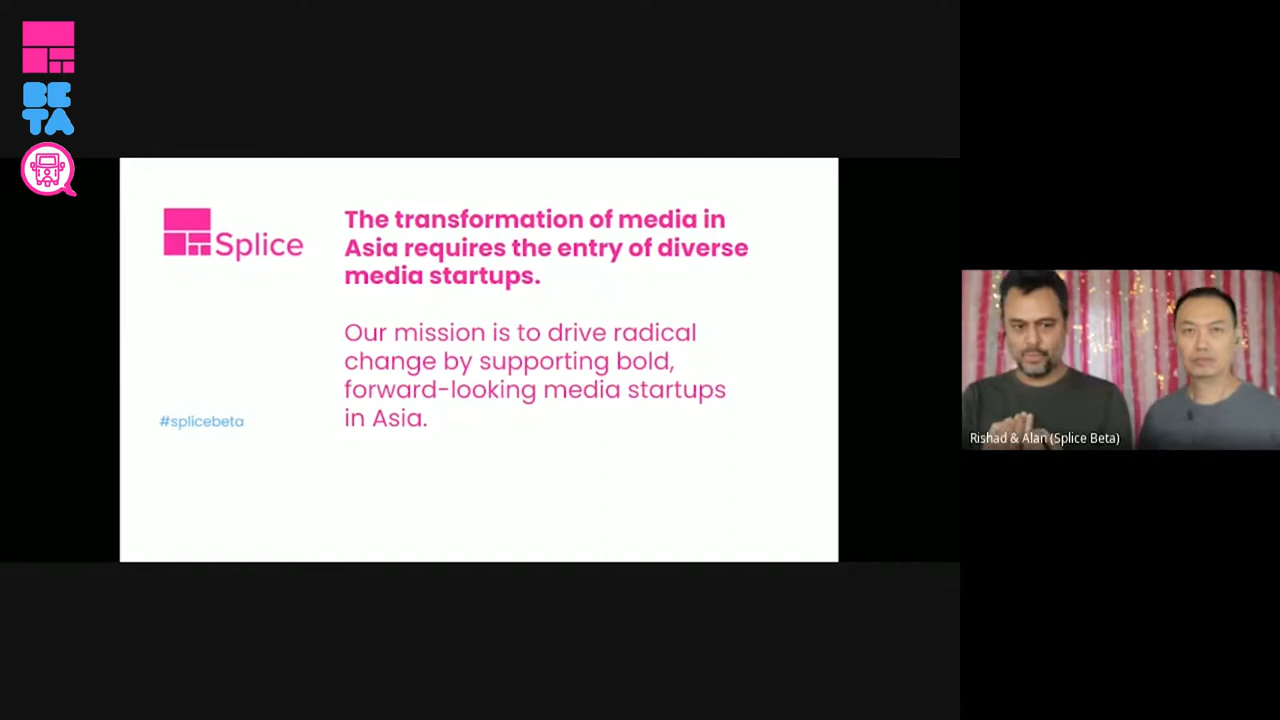 BE
TA
Splice
The transformation of media in
Asia requires the entry of diverse
media startups.
Our mission is to drive radical
change by supporting bold,
forward-looking media startups
in Asia.
#splicebeta
Rishad & Alan (Splice Beta)